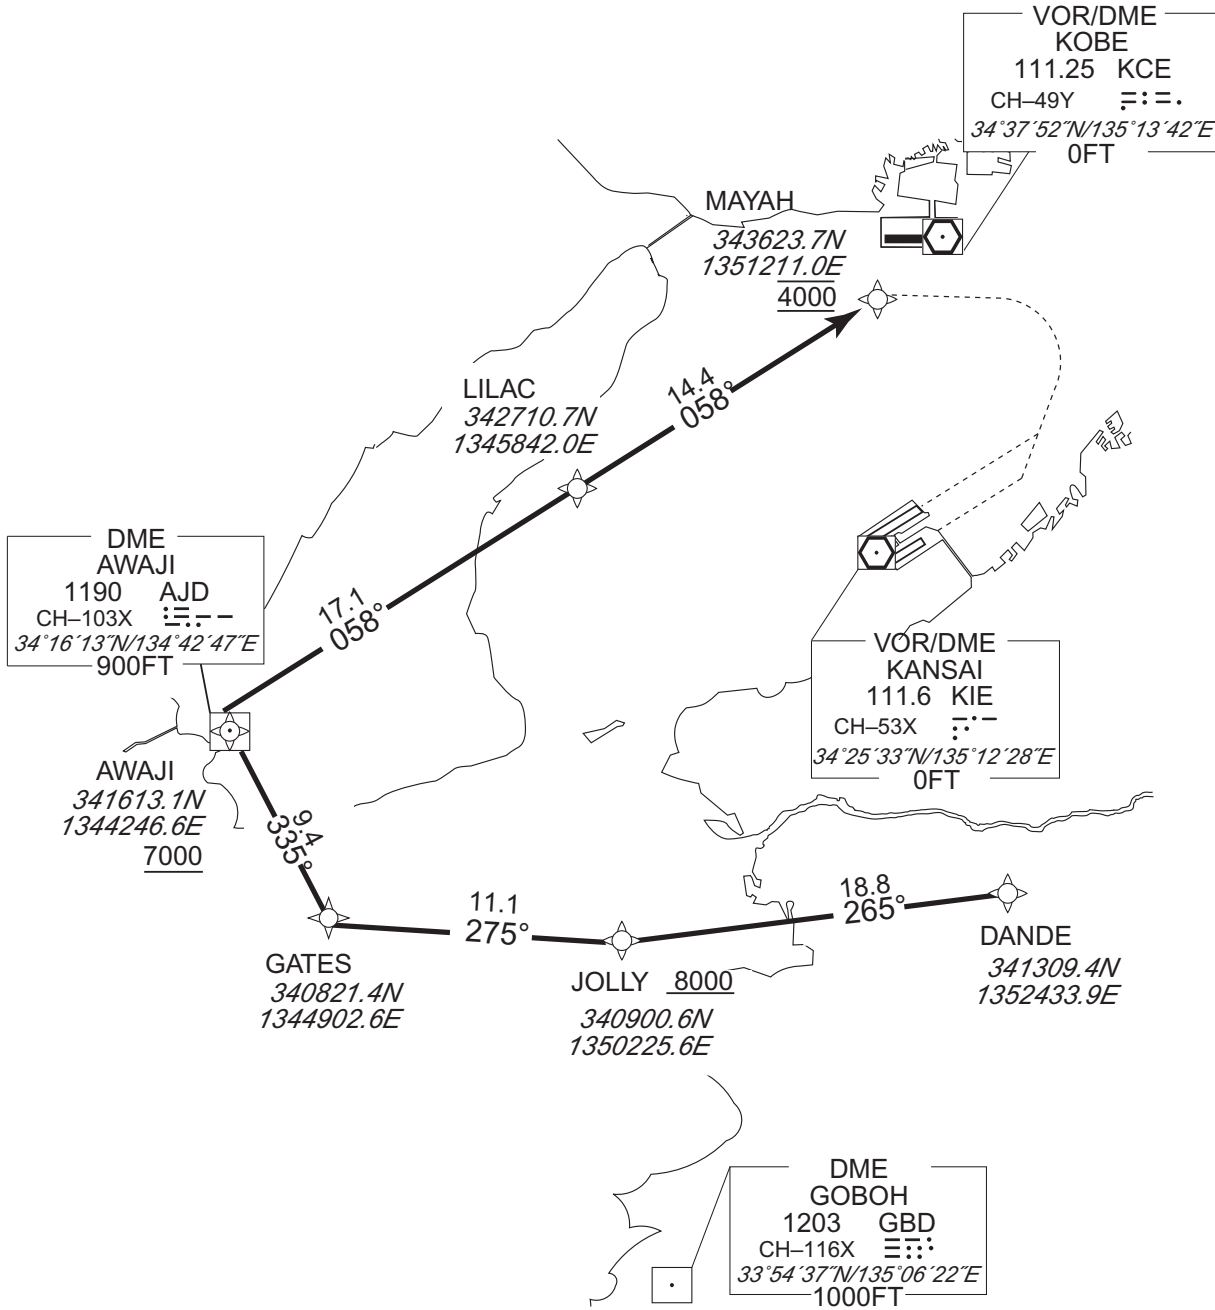 VOR/DME
KOBE
111.25 KCE
CH–49Y
34°37´52˝N/135°13´42˝E
0FT
MAYAH
343623.7N
1351211.0E
4000
14.4
058°
LILAC
342710.7N
1345842.0E
17.1
058°
DME
AWAJI
1190 AJD
CH–103X
34°16´13˝N/134°42´47˝E
900FT
VOR/DME
KANSAI
111.6 KIE
CH–53X
34°25´33˝N/135°12´28˝E
0FT
AWAJI
341613.1N
1344246.6E
7000
9.4
335°
11.1
275°
18.8
265°
GATES
340821.4N
1344902.6E
JOLLY 8000
340900.6N
1350225.6E
DANDE
341309.4N
1352433.9E
DME
GOBOH
1203 GBD
CH–116X
33°54´37˝N/135°06´22˝E
1000FT